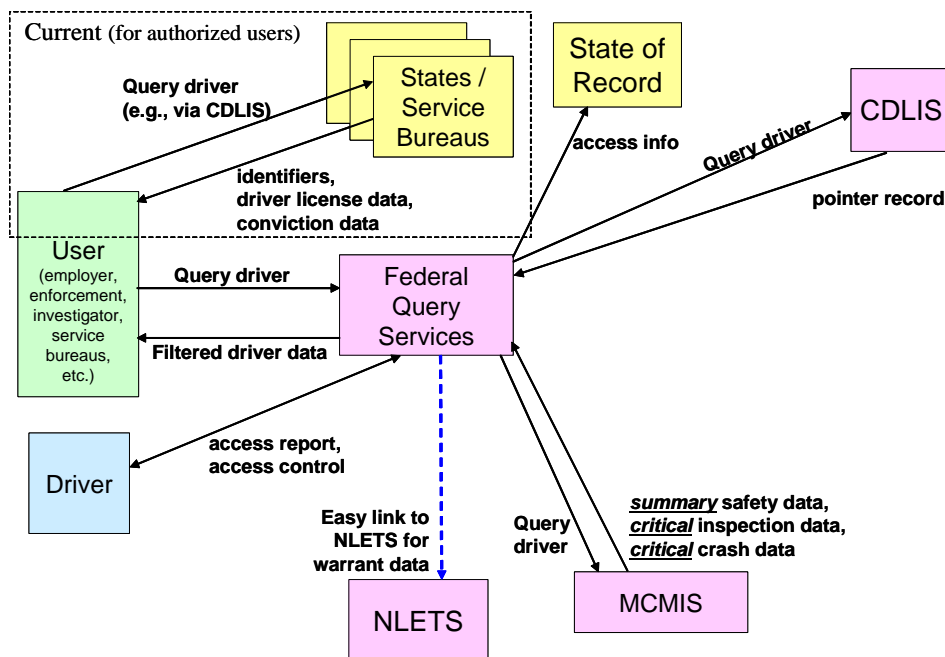 Current (for authorized users)
Query driver
(e.g., via CDLIS)
States /
Service
Bureaus
identifiers,
driver license data,
conviction data
State of
Record
access info
CDLIS
Query driver
pointer record
User
(employer,
enforcement,
investigator,
service
bureaus,
etc.)
Query driver
Filtered driver data
Federal
Query
Services
Driver
access report,
access control
Easy link to
NLETS for
warrant data
NLETS
Query
driver
summary safety data,
critical inspection data,
critical crash data
MCMIS